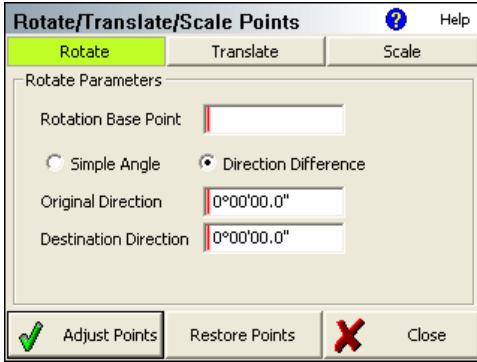 Rotate/Translate/Scale Points ? Help
Rotate Translate Scale
Rotate Parameters
Rotation Base Point
Simple Angle Direction Difference
Original Direction 0°00'00.0"
Destination Direction 0°00'00.0"
Adjust Points Restore Points Close